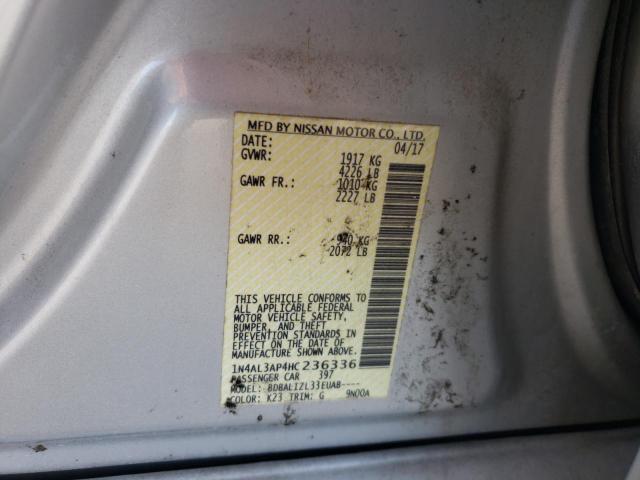 MFD BY NISSAN MOTOR CO., LTD.
DATE: 04/17
GVWR: 1917 KG
4226 LB
GAWR FR.: 1010 KG
2227 LB
GAWR RR.: 940 KG
2072 LB
THIS VEHICLE CONFORMS TO
ALL APPLICABLE FEDERAL
MOTOR VEHICLE SAFETY,
BUMPER, AND THEFT
PREVENTION STANDARDS IN
EFFECT ON THE DATE OF
MANUFACTURE SHOWN ABOVE.
1N4AL3AP4HC236336
PASSENGER CAR 397
MODEL: BDBALIZL33EUAB----
COLOR: K23 TRIM: G 9N00A